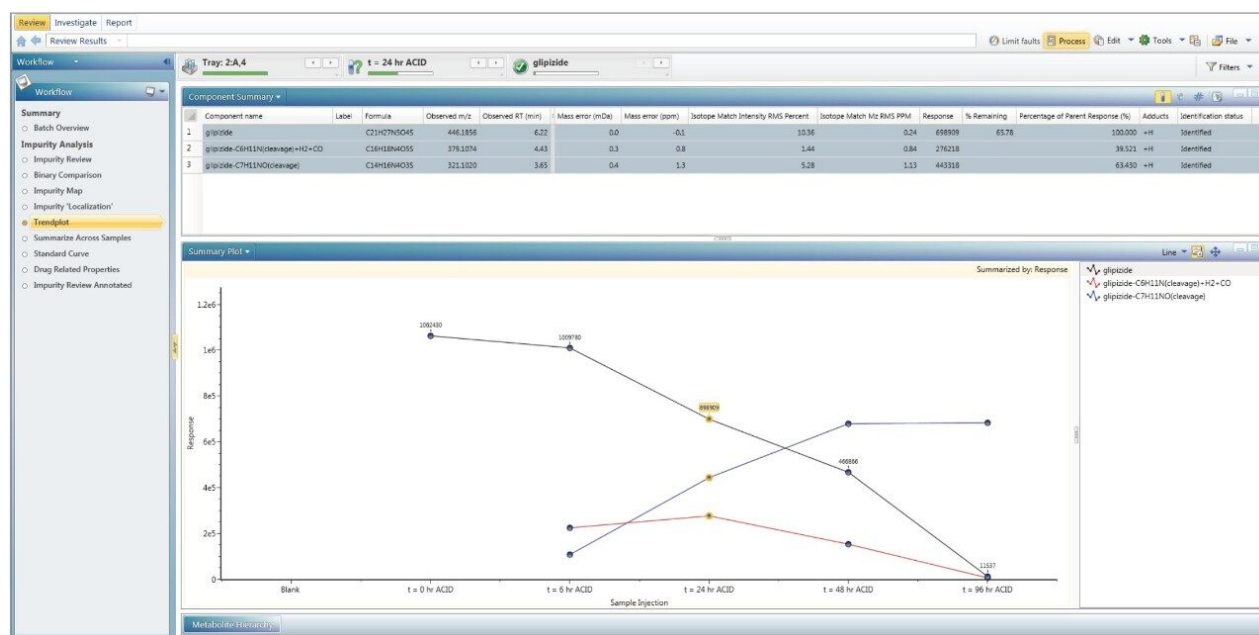 Review Investigate Report
Review Results
Limit faults Process Edit Tools File
Workflow
Tray: 2:A,4 t = 24 hr ACID glipizide
Filters
Workflow
Summary
Batch Overview
Impurity Analysis
Impurity Review
Binary Comparison
Impurity Map
Impurity 'Localization'
Trendplot
Summarize Across Samples
Standard Curve
Drug Related Properties
Impurity Review Annotated
Component Summary
Component name Label Formula Observed m/z Observed RT (min) Mass error (mDa) Mass error (ppm) Isotope Match Intensity RMS Percent Isotope Match Mz RMS PPM Response % Remaining Percentage of Parent Response (%) Adducts Identification status
1 glipizide C21H27N5O4S 446.1856 6.22 0.0 -0.1 10.36 0.24 698909 65.78 100.000 +H Identified
2 glipizide-C6H11N(cleavage)+H2+CO C16H18N4O5S 379.1074 4.43 0.3 0.8 1.44 0.84 276218 39.521 +H Identified
3 glipizide-C7H11NO(cleavage) C14H16N4O3S 321.1020 3.65 0.4 1.3 5.28 1.13 443318 63.430 +H Identified
Summary Plot
Line
Summarized by: Response
glipizide
glipizide-C6H11N(cleavage)+H2+CO
glipizide-C7H11NO(cleavage)
1.2e6
1e6
8e5
6e5
4e5
2e5
0
Response
1062430
1009780
698909
466866
11537
Blank t = 0 hr ACID t = 6 hr ACID t = 24 hr ACID t = 48 hr ACID t = 96 hr ACID
Sample Injection
Metabolite Hierarchy